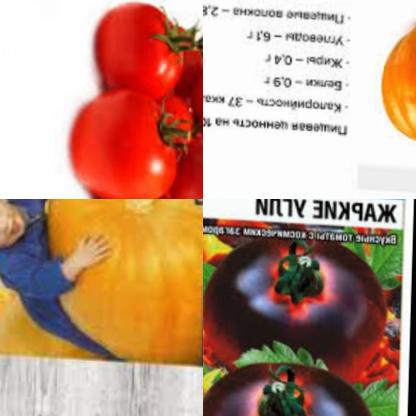 Пищевая ценность на 10
· Калорийность – 37 кка
· Белки – 0,9 г
· Жиры – 0,4 г
· Углеводы – 6,1 г
· Пищевые волокна – 2,8
ЖАРКИЕ УГЛИ
Вкусные томаты с космическим загаром